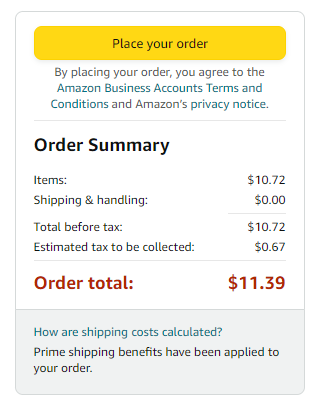 Place your order
By placing your order, you agree to the
Amazon Business Accounts Terms and
Conditions and Amazon's privacy notice.
Order Summary
Items: $10.72
Shipping & handling: $0.00
Total before tax: $10.72
Estimated tax to be collected: $0.67
Order total: $11.39
How are shipping costs calculated?
Prime shipping benefits have been applied to
your order.